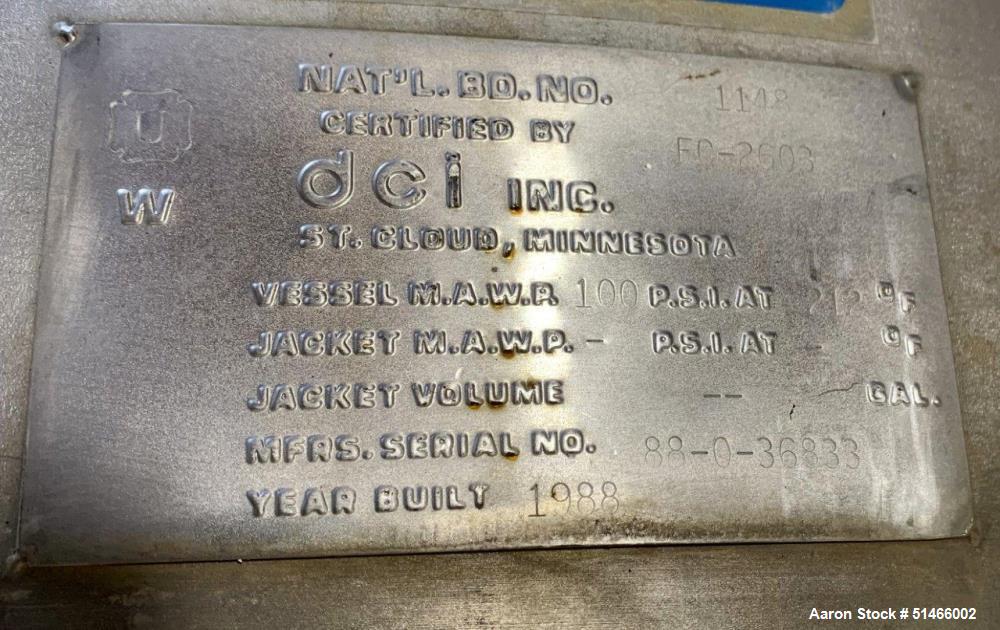 NAT'L. BD. NO. 1148
U
CERTIFIED BY
W dci INC.
ST. CLOUD, MINNESOTA
VESSEL M.A.W.P. 100 P.S.I. AT 212 °F
JACKET M.A.W.P. - P.S.I. AT - °F
JACKET VOLUME -- GAL.
MFRS. SERIAL NO. 88-0-36833
YEAR BUILT 1988
Aaron Stock # 51466002